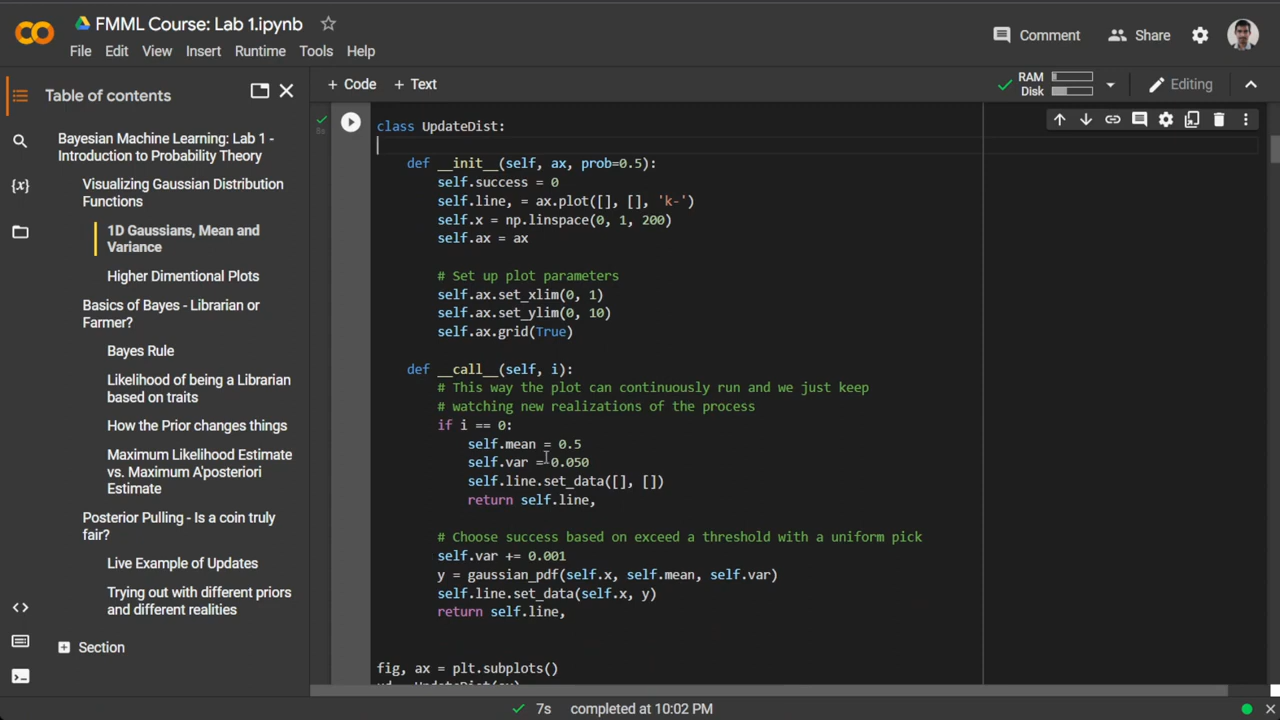 FMML Course: Lab 1.ipynb
File Edit View Insert Runtime Tools Help
Comment
Share
Table of contents
+ Code + Text
RAM
Disk
Editing
Bayesian Machine Learning: Lab 1 -
Introduction to Probability Theory
Visualizing Gaussian Distribution
Functions
1D Gaussians, Mean and
Variance
Higher Dimentional Plots
Basics of Bayes - Librarian or
Farmer?
Bayes Rule
Likelihood of being a Librarian
based on traits
How the Prior changes things
Maximum Likelihood Estimate
vs. Maximum A'posteriori
Estimate
Posterior Pulling - Is a coin truly
fair?
Live Example of Updates
Trying out with different priors
and different realities
Section
8s
class UpdateDist:
def __init__(self, ax, prob=0.5):
self.success = 0
self.line, = ax.plot([], [], 'k-')
self.x = np.linspace(0, 1, 200)
self.ax = ax
# Set up plot parameters
self.ax.set_xlim(0, 1)
self.ax.set_ylim(0, 10)
self.ax.grid(True)
def __call__(self, i):
# This way the plot can continuously run and we just keep
# watching new realizations of the process
if i == 0:
self.mean = 0.5
self.var = 0.050
self.line.set_data([], [])
return self.line,
# Choose success based on exceed a threshold with a uniform pick
self.var += 0.001
y = gaussian_pdf(self.x, self.mean, self.var)
self.line.set_data(self.x, y)
return self.line,
fig, ax = plt.subplots()
7s completed at 10:02 PM